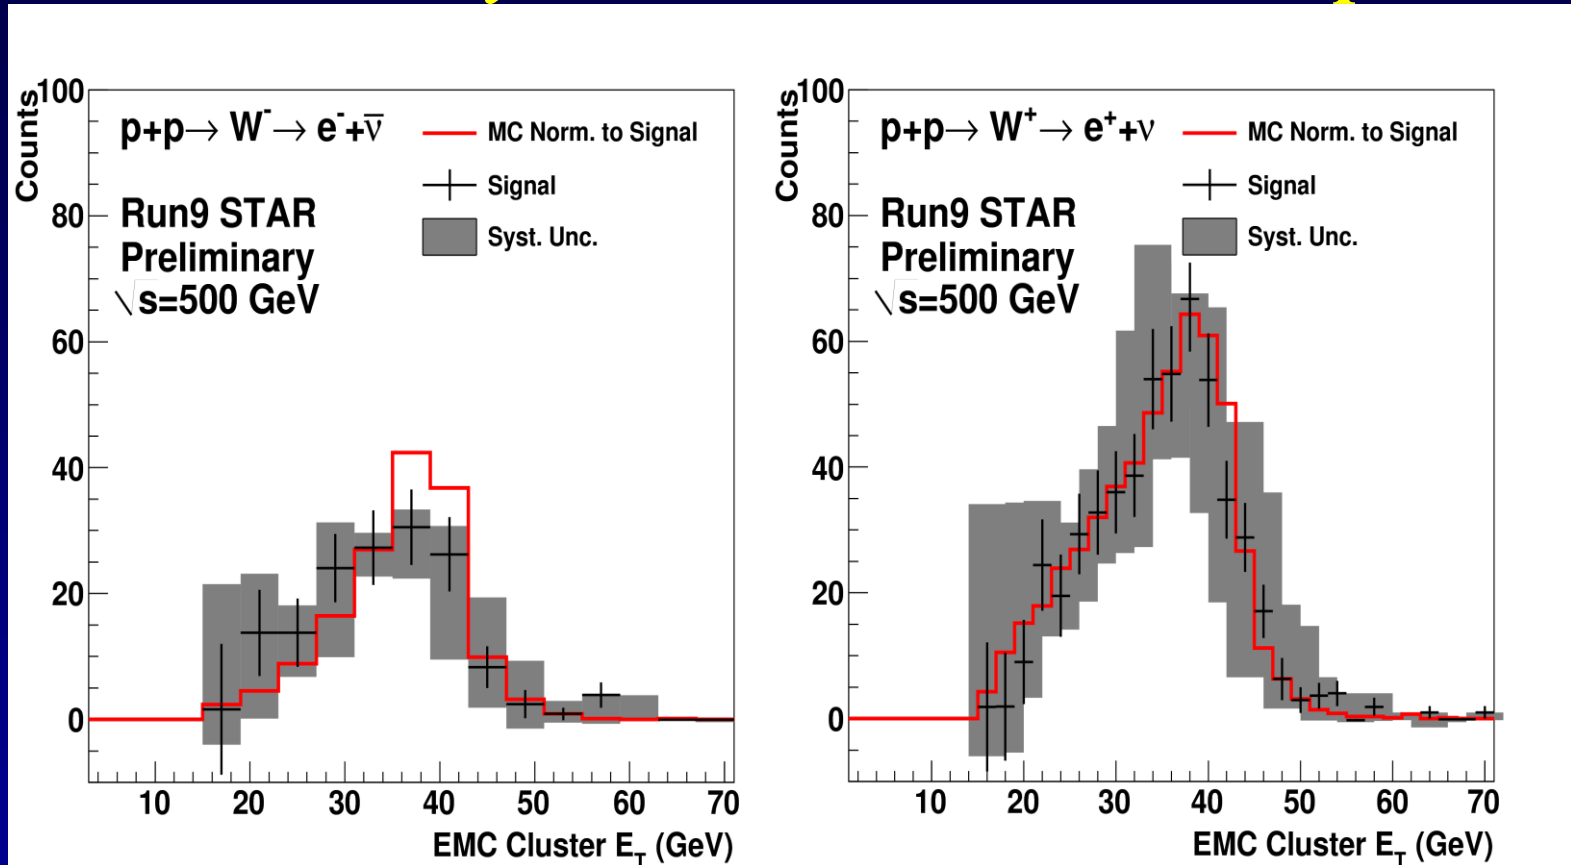 Counts
p+p→ W⁻→ e⁻+ν̄
MC Norm. to Signal
Signal
Syst. Unc.
Run9 STAR
Preliminary
√s=500 GeV
100
80
60
40
20
0
10 20 30 40 50 60 70
EMC Cluster E_T (GeV)
Counts
p+p→ W⁺→ e⁺+ν
MC Norm. to Signal
Signal
Syst. Unc.
Run9 STAR
Preliminary
√s=500 GeV
100
80
60
40
20
0
10 20 30 40 50 60 70
EMC Cluster E_T (GeV)